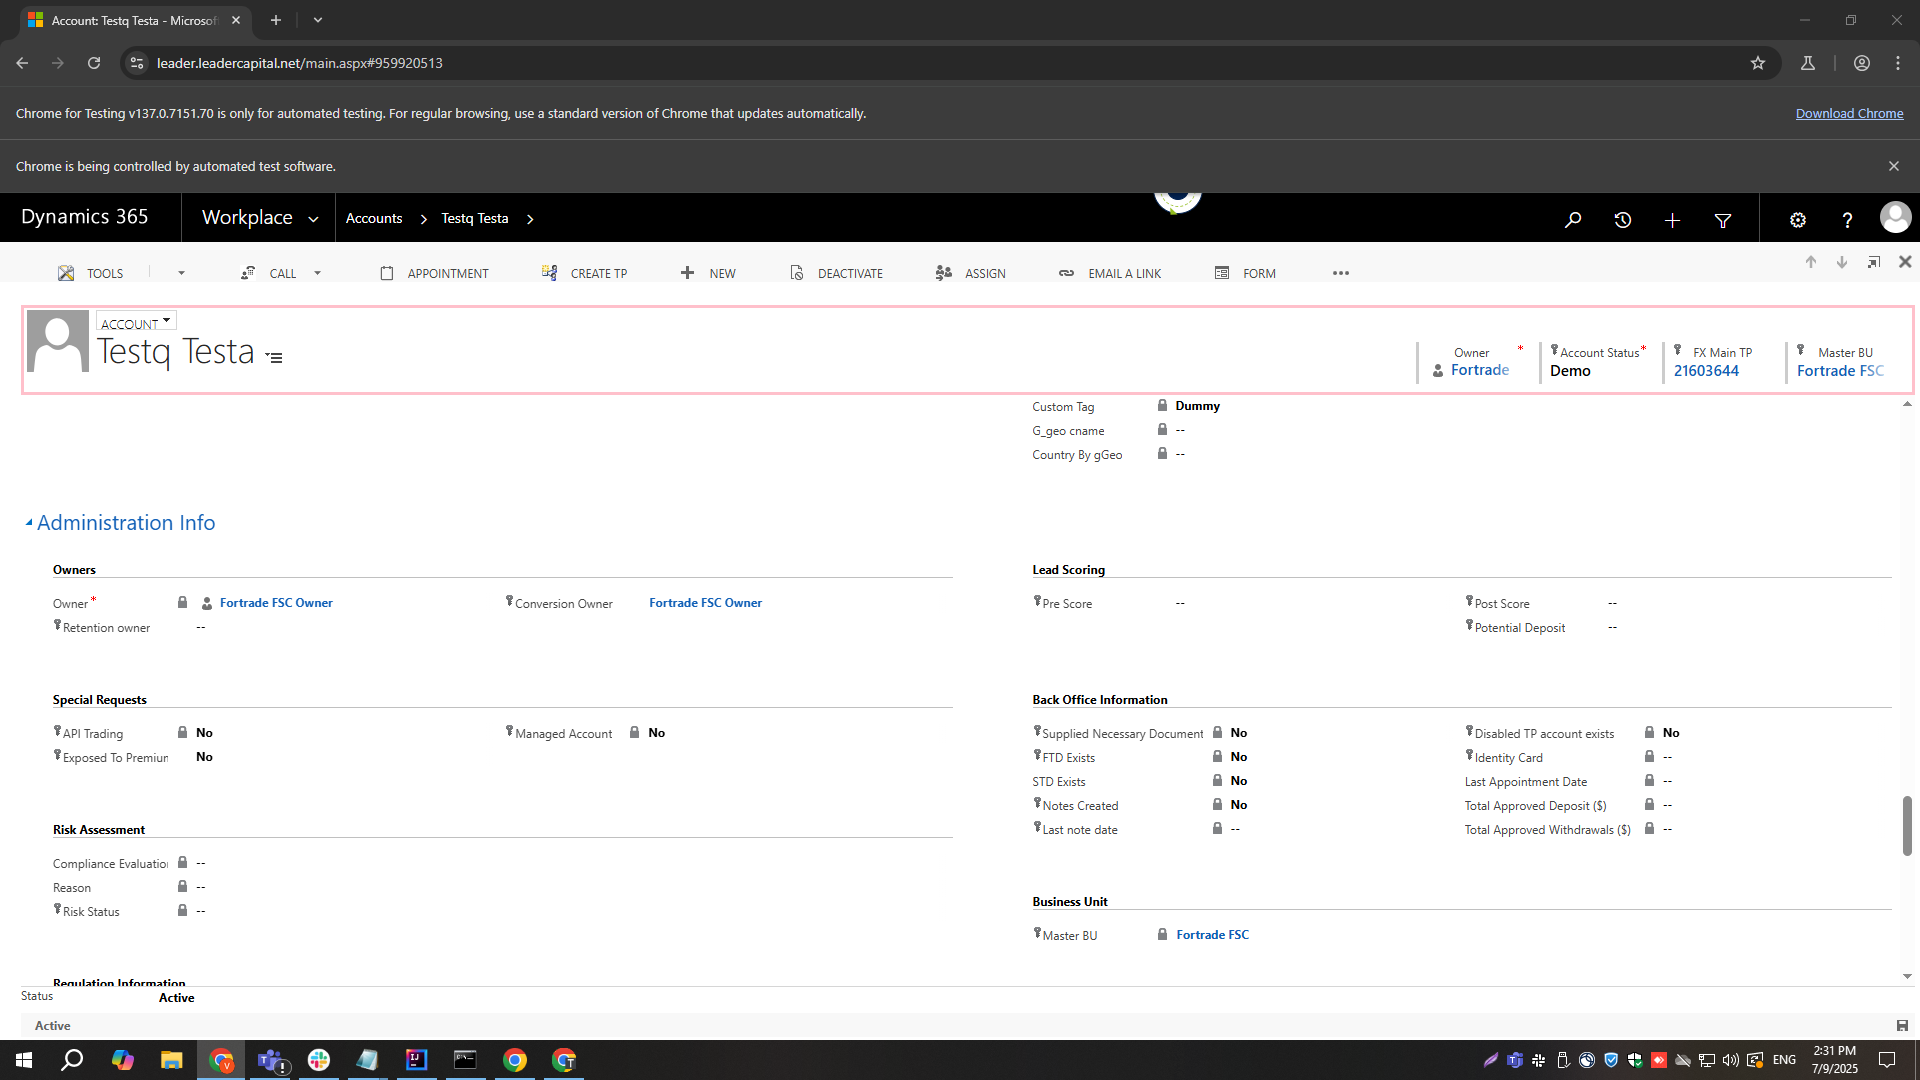 Account: Testq Testa - Microsof
leader.leadercapital.net/main.aspx#959920513
Chrome for Testing v137.0.7151.70 is only for automated testing. For regular browsing, use a standard version of Chrome that updates automatically.
Download Chrome
Chrome is being controlled by automated test software.
Dynamics 365
Workplace
Accounts
Testq Testa
TOOLS
CALL
APPOINTMENT
CREATE TP
NEW
DEACTIVATE
ASSIGN
EMAIL A LINK
FORM
ACCOUNT
Testq Testa
Owner *
Fortrade
Account Status *
Demo
FX Main TP
21603644
Master BU
Fortrade FSC
Custom Tag Dummy
G_geo cname --
Country By gGeo --
Administration Info
Owners
Owner * Fortrade FSC Owner
Conversion Owner Fortrade FSC Owner
Retention owner --
Lead Scoring
Pre Score --
Post Score --
Potential Deposit --
Special Requests
API Trading No
Managed Account No
Exposed To Premiun No
Back Office Information
Supplied Necessary Document No
Disabled TP account exists No
FTD Exists No
Identity Card --
STD Exists No
Last Appointment Date --
Notes Created No
Total Approved Deposit ($) --
Last note date --
Total Approved Withdrawals ($) --
Risk Assessment
Compliance Evaluation --
Reason --
Risk Status --
Business Unit
Master BU Fortrade FSC
Regulation Information
Status Active
Active
ENG
2:31 PM
7/9/2025